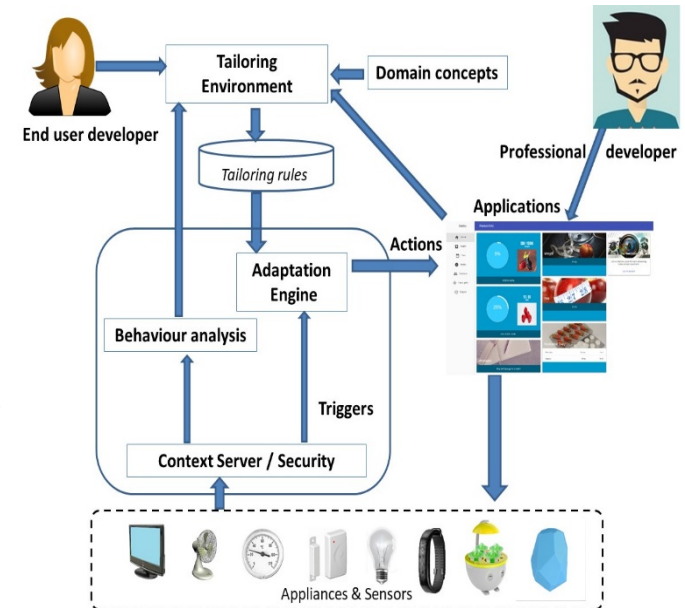 Tailoring
Environment
Domain concepts
End user developer
Professional developer
Tailoring rules
Applications
Actions
Adaptation
Engine
Behaviour analysis
Triggers
Context Server / Security
Appliances & Sensors